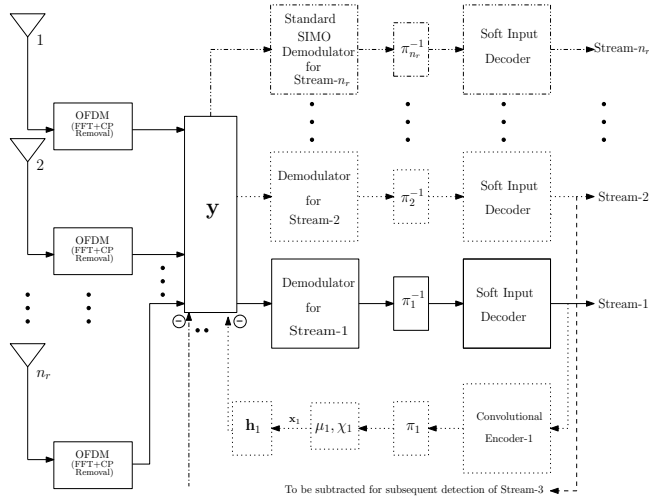 1
OFDM
(FFT+CP
Removal)
2
OFDM
(FFT+CP
Removal)
n_r
OFDM
(FFT+CP
Removal)
y
Standard
SIMO
Demodulator
for
Stream-n_r
π_{n_r}^{-1}
Soft Input
Decoder
Stream-n_r
Demodulator
for
Stream-2
π_2^{-1}
Soft Input
Decoder
Stream-2
Demodulator
for
Stream-1
π_1^{-1}
Soft Input
Decoder
Stream-1
h_1
x_1
μ_1, χ_1
π_1
Convolutional
Encoder-1
To be subtracted for subsequent detection of Stream-3